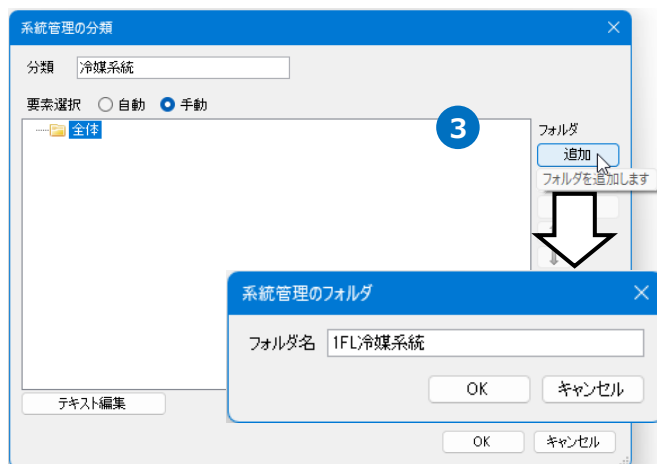 系統管理の分類
分類 冷媒系統
要素選択 自動 手動
全体
3
フォルダ
追加
フォルダを追加します
系統管理のフォルダ
フォルダ名 1FL冷媒系統
OK キャンセル
テキスト編集
OK キャンセル